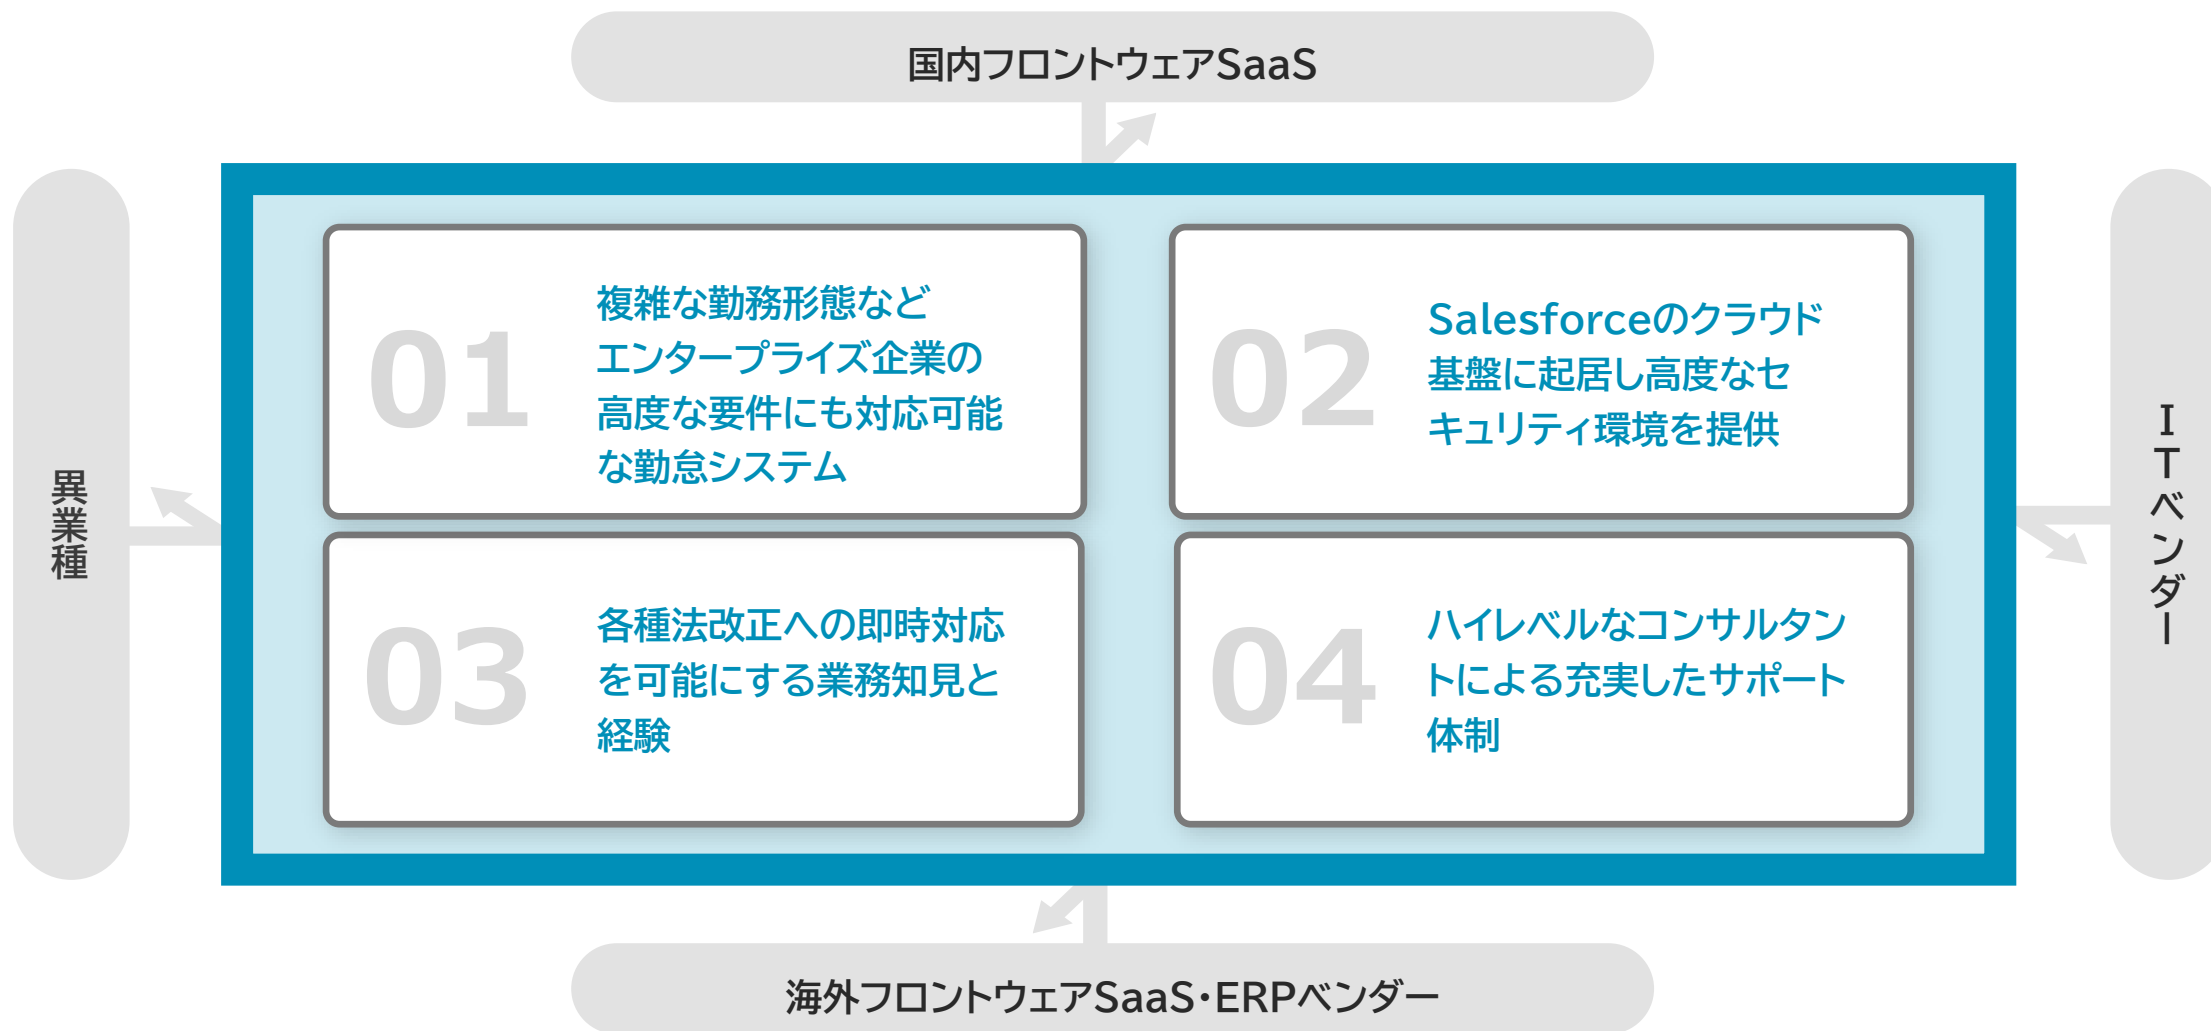 国内フロントウェアSaaS
異業種
01
複雑な勤務形態など
エンタープライズ企業の
高度な要件にも対応可能
な勤怠システム
02
Salesforceのクラウド
基盤に起居し高度なセ
キュリティ環境を提供
03
各種法改正への即時対応
を可能にする業務知見と
経験
04
ハイレベルなコンサルタン
トによる充実したサポート
体制
ITベンダー
海外フロントウェアSaaS・ERPベンダー